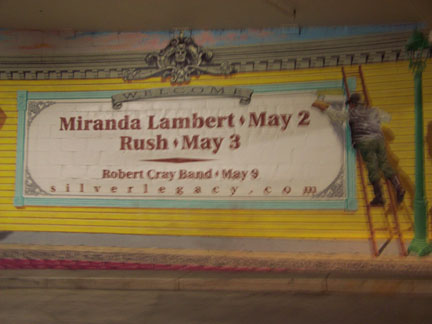 WELCOME
Miranda Lambert♦May 2
Rush♦May 3
Robert Cray Band♦May 9
silverlegacy.com